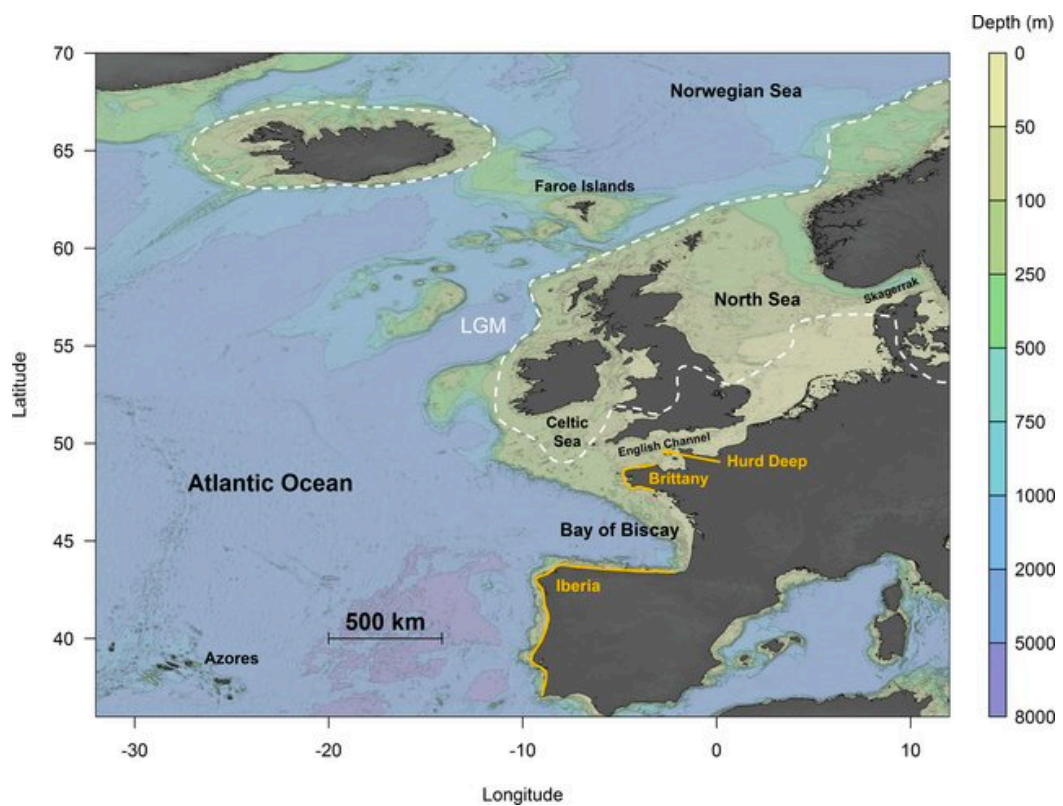 Depth (m)
70
65
60
55
50
45
40
Latitude
-30
-20
-10
0
10
Longitude
Norwegian Sea
Faroe Islands
North Sea
Skagerrak
LGM
Celtic
Sea
English Channel
Hurd Deep
Brittany
Atlantic Ocean
Bay of Biscay
Iberia
500 km
Azores
0
50
100
250
500
750
1000
2000
5000
8000